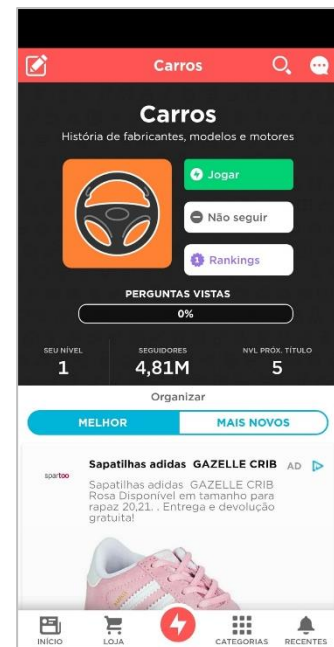 Carros
Carros
História de fabricantes, modelos e motores
Jogar
Não seguir
1
Rankings
PERGUNTAS VISTAS
0%
SEU NÍVEL
SEGUIDORES
NVL PRÓX. TÍTULO
1
4,81M
5
Organizar
MELHOR
MAIS NOVOS
spartoo
Sapatilhas adidas GAZELLE CRIB
AD
Sapatilhas adidas GAZELLE CRIB
Rosa Disponível em tamanho para
rapaz 20,21. . Entrega e devolução
gratuita!
INÍCIO
LOJA
CATEGORIAS
RECENTES